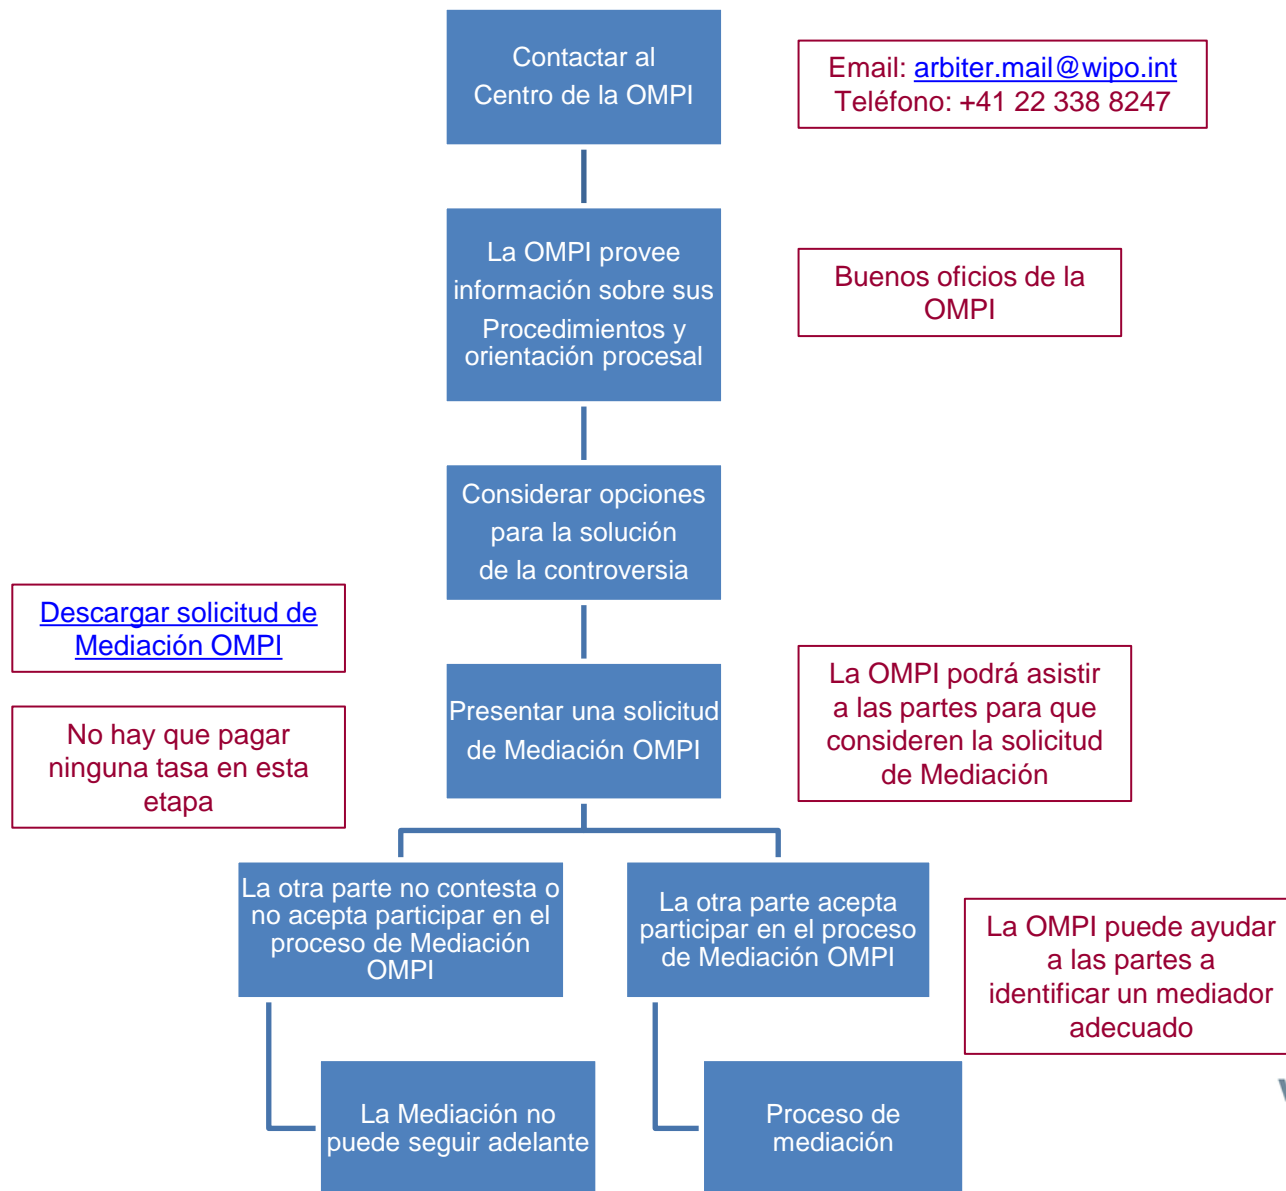 Contactar al
Centro de la OMPI
Email: arbiter.mail@wipo.int
Teléfono: +41 22 338 8247
La OMPI provee
información sobre sus
Procedimientos y
orientación procesal
Buenos oficios de la
OMPI
Considerar opciones
para la solución
de la controversia
Descargar solicitud de
Mediación OMPI
No hay que pagar
ninguna tasa en esta
etapa
Presentar una solicitud
de Mediación OMPI
La OMPI podrá asistir
a las partes para que
consideren la solicitud
de Mediación
La otra parte no contesta o
no acepta participar en el
proceso de Mediación
OMPI
La otra parte acepta
participar en el proceso
de Mediación OMPI
La OMPI puede ayudar
a las partes a
identificar un mediador
adecuado
La Mediación no
puede seguir adelante
Proceso de
mediación